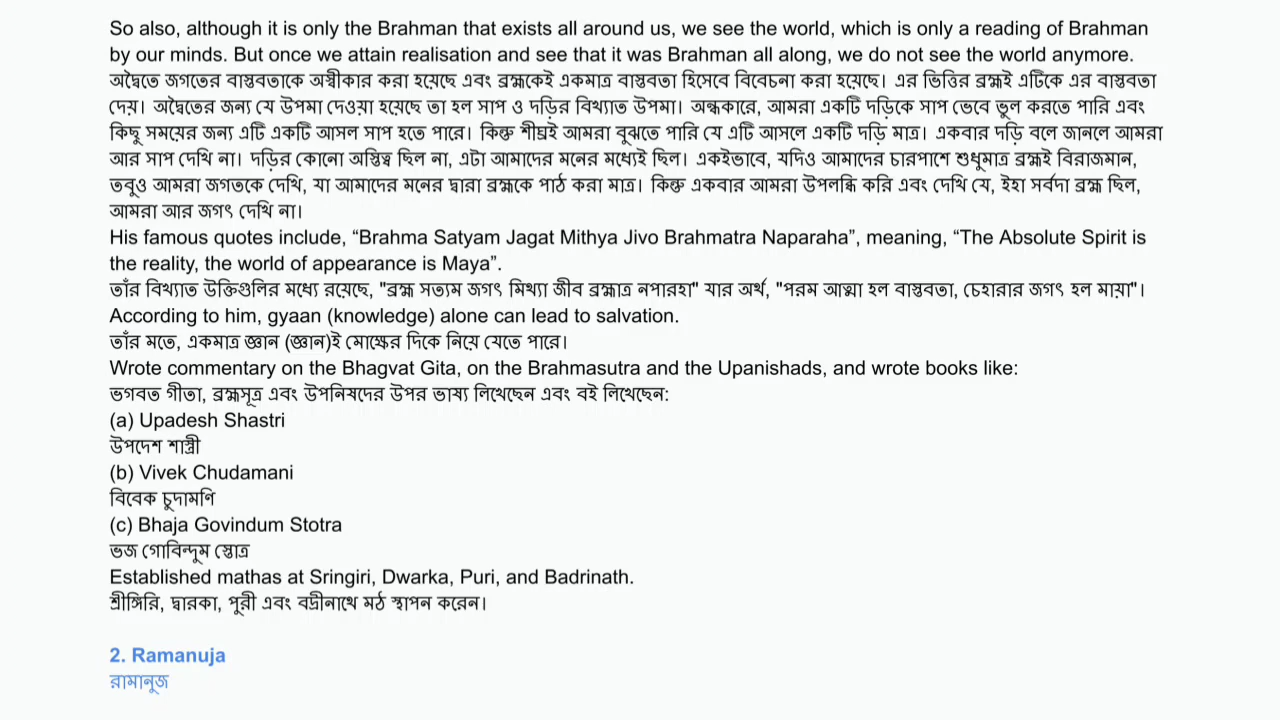 So also, although it is only the Brahman that exists all around us, we see the world, which is only a reading of Brahman
by our minds. But once we attain realisation and see that it was Brahman all along, we do not see the world anymore.
অদ্বৈতে জগতের বাস্তবতাকে অস্বীকার করা হয়েছে এবং ব্রহ্মকেই একমাত্র বাস্তবতা হিসেবে বিবেচনা করা হয়েছে। এর ভিত্তির ব্রহ্মই এটিকে এর বাস্তবতা
দেয়। অদ্বৈতের জন্য যে উপমা দেওয়া হয়েছে তা হল সাপ ও দড়ির বিখ্যাত উপমা। অন্ধকারে, আমরা একটি দড়িকে সাপ ভেবে ভুল করতে পারি এবং
কিছু সময়ের জন্য এটি একটি আসল সাপ হতে পারে। কিন্তু শীঘ্রই আমরা বুঝতে পারি যে এটি আসলে একটি দড়ি মাত্র। একবার দড়ি বলে জানলে আমরা
আর সাপ দেখি না। দড়ির কোনো অস্তিত্ব ছিল না, এটা আমাদের মনের মধ্যেই ছিল। একইভাবে, যদিও আমাদের চারপাশে শুধুমাত্র ব্রহ্মই বিরাজমান,
তবুও আমরা জগতকে দেখি, যা আমাদের মনের দ্বারা ব্রহ্মকে পাঠ করা মাত্র। কিন্তু একবার আমরা উপলব্ধি করি এবং দেখি যে, ইহা সর্বদা ব্রহ্ম ছিল,
আমরা আর জগৎ দেখি না।
His famous quotes include, “Brahma Satyam Jagat Mithya Jivo Brahmatra Naparaha”, meaning, “The Absolute Spirit is
the reality, the world of appearance is Maya”.
তাঁর বিখ্যাত উক্তিগুলির মধ্যে রয়েছে, "ব্রহ্ম সত্যম জগৎ মিথ্যা জীব ব্রহ্মাত্র নপারহা" যার অর্থ, "পরম আত্মা হল বাস্তবতা, চেহারার জগৎ হল মায়া"।
According to him, gyaan (knowledge) alone can lead to salvation.
তাঁর মতে, একমাত্র জ্ঞান (জ্ঞান)ই মোক্ষের দিকে নিয়ে যেতে পারে।
Wrote commentary on the Bhagvat Gita, on the Brahmasutra and the Upanishads, and wrote books like:
ভগবত গীতা, ব্রহ্মসূত্র এবং উপনিষদের উপর ভাষ্য লিখেছেন এবং বই লিখেছেন:
(a) Upadesh Shastri
উপদেশ শাস্ত্রী
(b) Vivek Chudamani
বিবেক চুদামণি
(c) Bhaja Govindum Stotra
ভজ গোবিন্দুম স্তোত্র
Established mathas at Sringiri, Dwarka, Puri, and Badrinath.
শ্রীঙ্গিরি, দ্বারকা, পুরী এবং বদ্রীনাথে মঠ স্থাপন করেন।
2. Ramanuja
রামানুজ